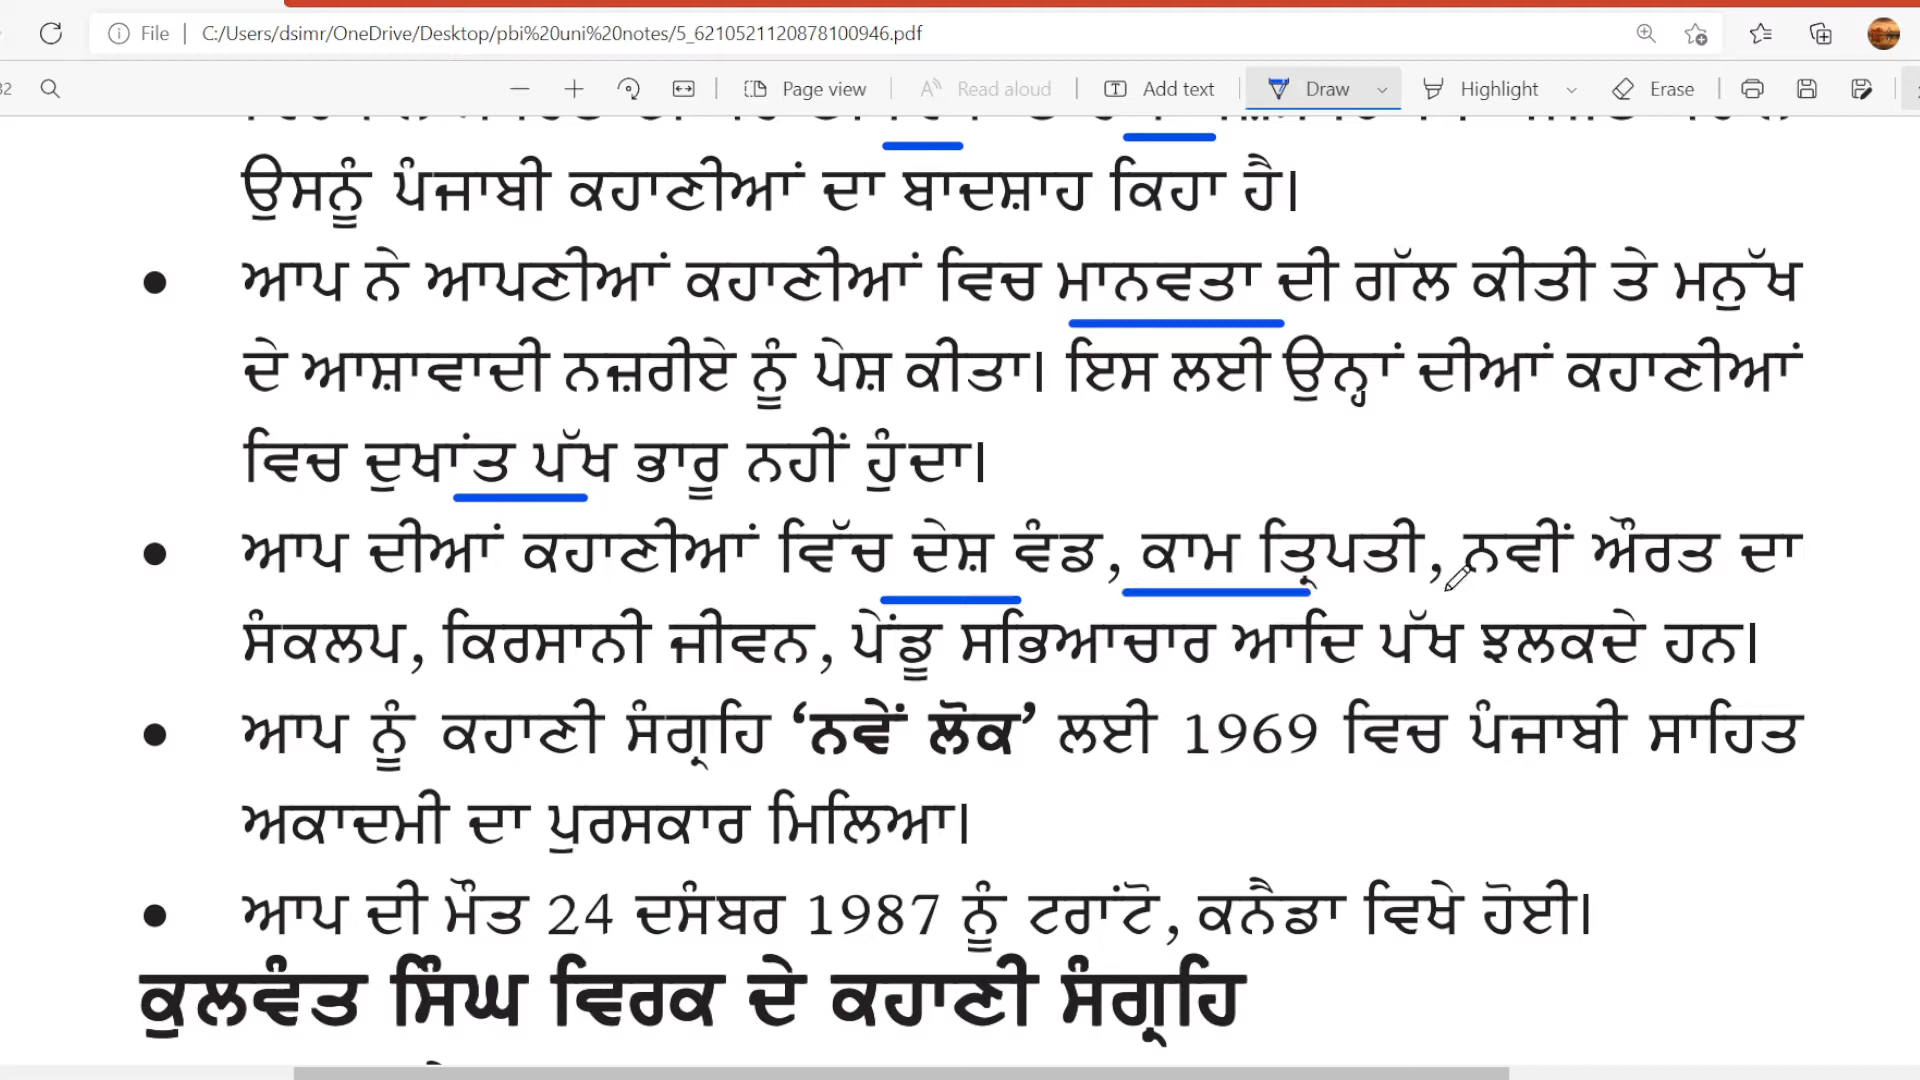 File
C:/Users/dsimr/OneDrive/Desktop/pbi%20uni%20notes/5_6210521120878100946.pdf
Page view Read aloud Add text Draw Highlight Erase
ਉਸਨੂੰ ਪੰਜਾਬੀ ਕਹਾਣੀਆਂ ਦਾ ਬਾਦਸ਼ਾਹ ਕਿਹਾ ਹੈ।
• ਆਪ ਨੇ ਆਪਣੀਆਂ ਕਹਾਣੀਆਂ ਵਿਚ ਮਾਨਵਤਾ ਦੀ ਗੱਲ ਕੀਤੀ ਤੇ ਮਨੁੱਖ
ਦੇ ਆਸ਼ਾਵਾਦੀ ਨਜ਼ਰੀਏ ਨੂੰ ਪੇਸ਼ ਕੀਤਾ। ਇਸ ਲਈ ਉਨ੍ਹਾਂ ਦੀਆਂ ਕਹਾਣੀਆਂ
ਵਿਚ ਦੁਖਾਂਤ ਪੱਖ ਭਾਰੂ ਨਹੀਂ ਹੁੰਦਾ।
• ਆਪ ਦੀਆਂ ਕਹਾਣੀਆਂ ਵਿੱਚ ਦੇਸ਼ ਵੰਡ, ਕਾਮ ਤ੍ਰਿਪਤੀ, ਨਵੀਂ ਔਰਤ ਦਾ
ਸੰਕਲਪ, ਕਿਰਸਾਨੀ ਜੀਵਨ, ਪੇਂਡੂ ਸਭਿਆਚਾਰ ਆਦਿ ਪੱਖ ਝਲਕਦੇ ਹਨ।
• ਆਪ ਨੂੰ ਕਹਾਣੀ ਸੰਗ੍ਰਹਿ ‘ਨਵੇਂ ਲੋਕ’ ਲਈ 1969 ਵਿਚ ਪੰਜਾਬੀ ਸਾਹਿਤ
ਅਕਾਦਮੀ ਦਾ ਪੁਰਸਕਾਰ ਮਿਲਿਆ।
• ਆਪ ਦੀ ਮੌਤ 24 ਦਸੰਬਰ 1987 ਨੂੰ ਟਰਾਂਟੋ, ਕਨੈਡਾ ਵਿਖੇ ਹੋਈ।
ਕੁਲਵੰਤ ਸਿੰਘ ਵਿਰਕ ਦੇ ਕਹਾਣੀ ਸੰਗ੍ਰਹਿ